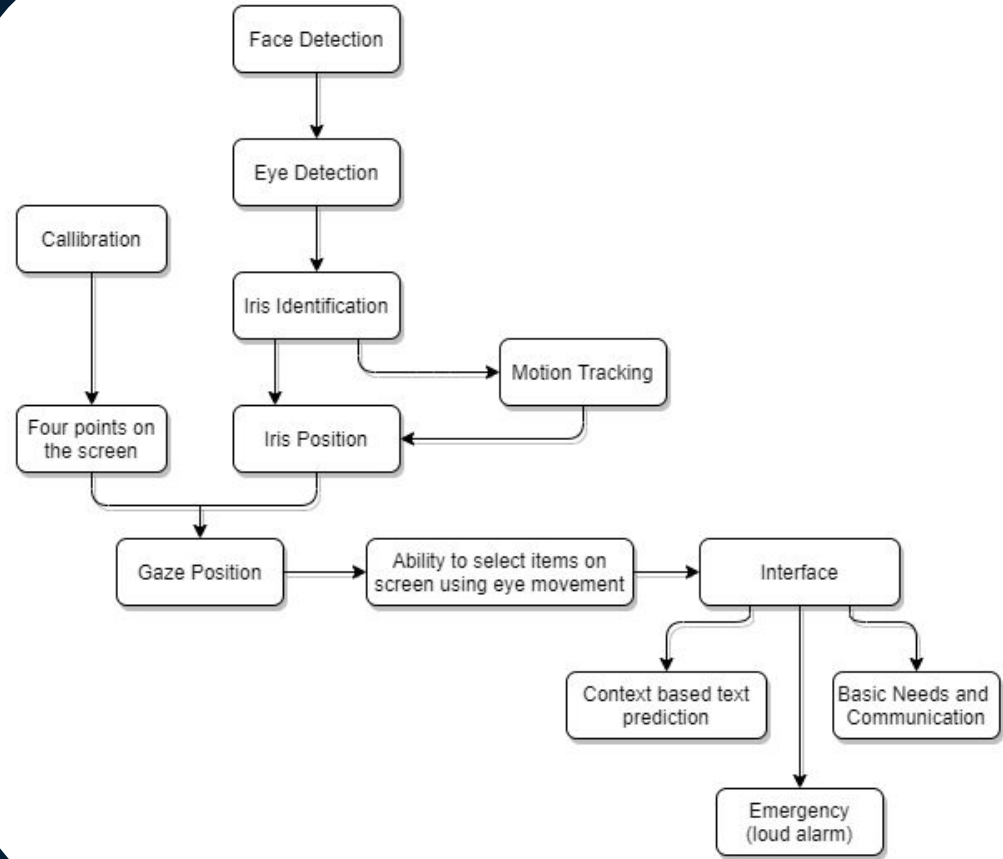 Face Detection
Eye Detection
Callibration
Iris Identification
Motion Tracking
Four points on
the screen
Iris Position
Gaze Position
Ability to select items on
screen using eye movement
Interface
Context based text
prediction
Basic Needs and
Communication
Emergency
(loud alarm)